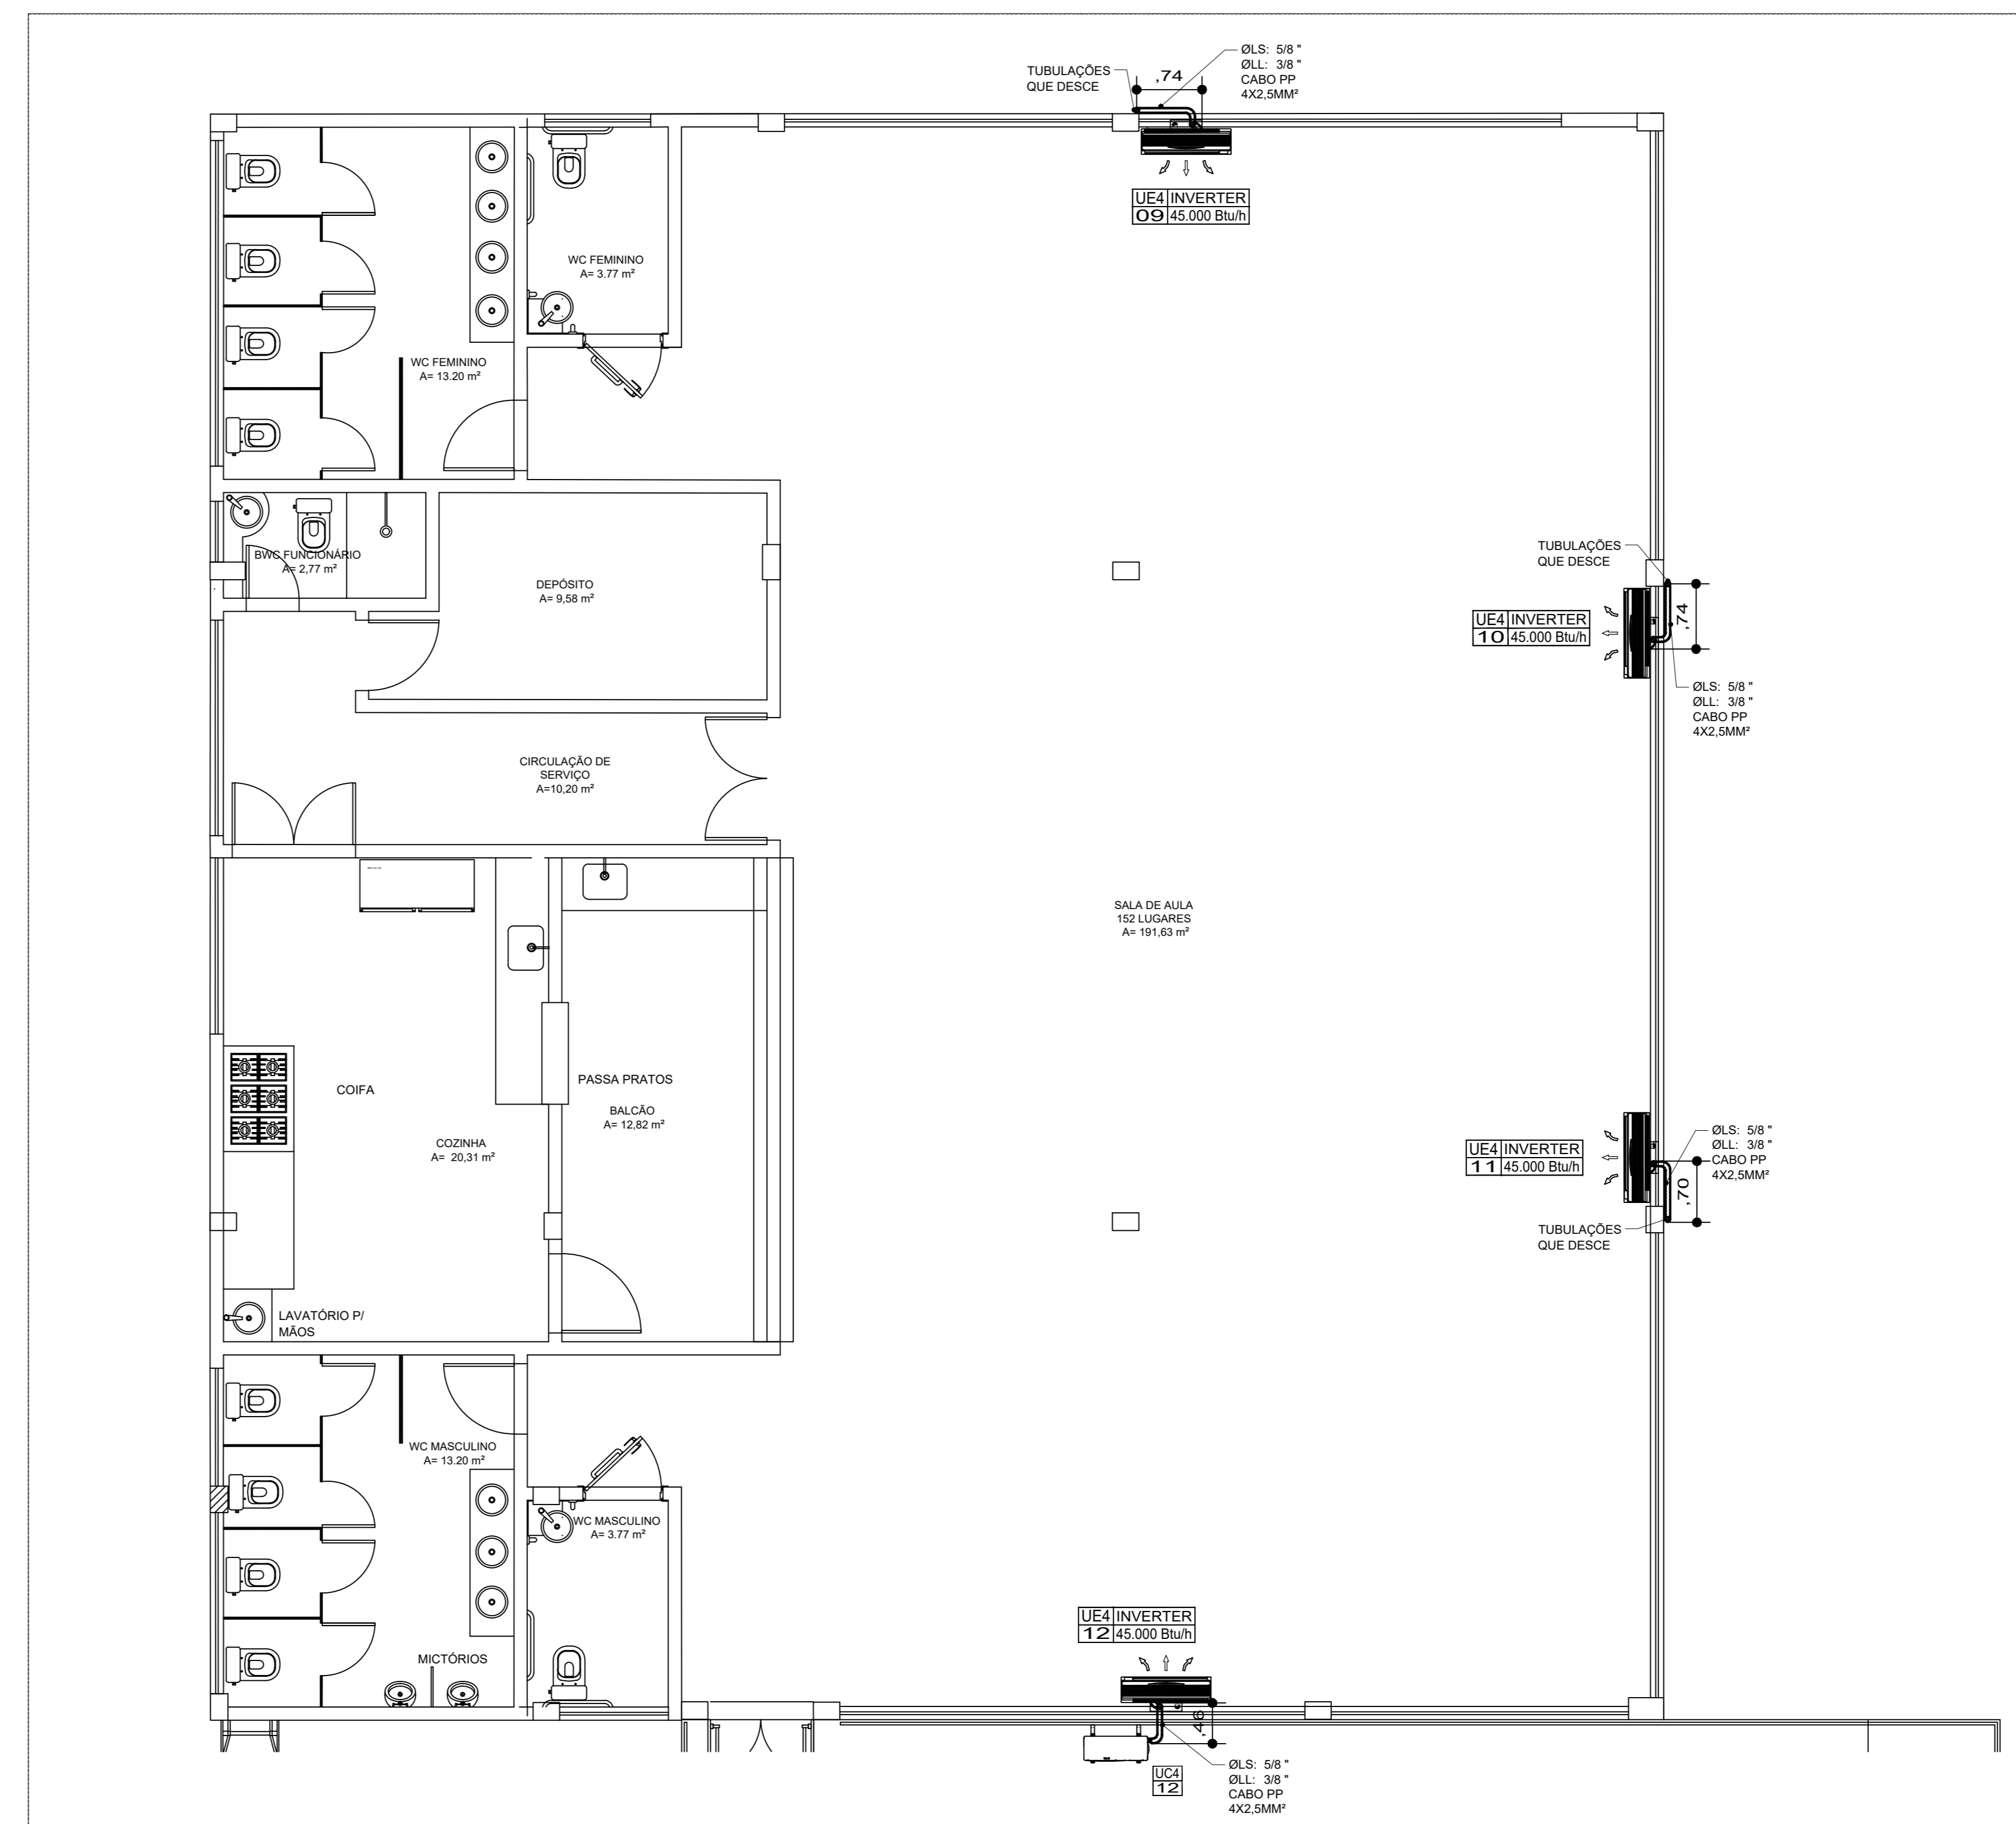 ØLS: 5/8 "
ØLL: 3/8 "
CABO PP
4X2,5MM²
TUBULAÇÕES
QUE DESCE
,74
UE4 INVERTER
09 45.000 Btu/h
WC FEMININO
A= 3.77 m²
WC FEMININO
A= 13.20 m²
BWC FUNCIONÁRIO
A= 2,77 m²
DEPÓSITO
A= 9,58 m²
TUBULAÇÕES
QUE DESCE
UE4 INVERTER
10 45.000 Btu/h
,74
ØLS: 5/8 "
ØLL: 3/8 "
CABO PP
4X2,5MM²
CIRCULAÇÃO DE
SERVIÇO
A=10,20 m²
SALA DE AULA
152 LUGARES
A= 191,63 m²
COIFA
PASSA PRATOS
BALCÃO
A= 12,82 m²
COZINHA
A= 20,31 m²
UE4 INVERTER
11 45.000 Btu/h
ØLS: 5/8 "
ØLL: 3/8 "
CABO PP
4X2,5MM²
,70
TUBULAÇÕES
QUE DESCE
LAVATÓRIO P/
MÃOS
WC MASCULINO
A= 13.20 m²
WC MASCULINO
A= 3.77 m²
MICTÓRIOS
UE4 INVERTER
12 45.000 Btu/h
,46
UC4
12
ØLS: 5/8 "
ØLL: 3/8 "
CABO PP
4X2,5MM²